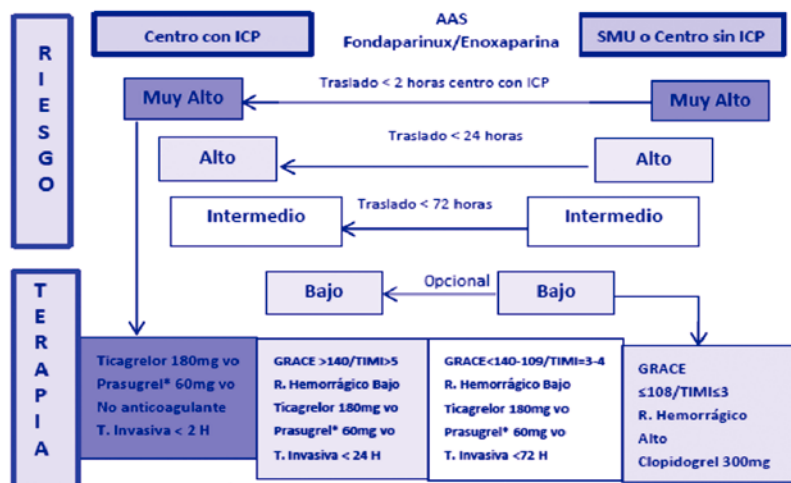 RIESGO
Centro con ICP
AAS
Fondaparinux/Enoxaparina
SMU o Centro sin ICP
Traslado < 2 horas centro con ICP
Muy Alto
Muy Alto
Traslado < 24 horas
Alto
Alto
Traslado < 72 horas
Intermedio
Intermedio
TERAPIA
Bajo
Opcional
Bajo
Ticagrelor 180mg vo
Prasugrel* 60mg vo
No anticoagulante
T. Invasiva < 2 H
GRACE >140/TIMI>5
R. Hemorrágico Bajo
Ticagrelor 180mg vo
Prasugrel* 60mg vo
T. Invasiva < 24 H
GRACE<140-109/TIMI=3-4
R. Hemorrágico Bajo
Ticagrelor 180mg vo
Prasugrel* 60mg vo
T. Invasiva <72 H
GRACE
≤108/TIMI≤3
R. Hemorrágico
Alto
Clopidogrel 300mg